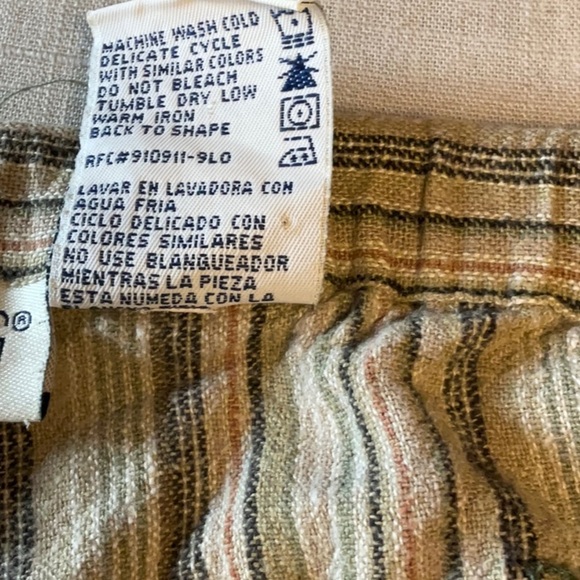 MACHINE WASH COLD
DELICATE CYCLE
WITH SIMILAR COLORS
DO NOT BLEACH
TUMBLE DRY LOW
WARM IRON
BACK TO SHAPE
RFC#910911-9L0
LAVAR EN LAVADORA CON
AGUA FRIA
CICLO DELICADO CON
COLORES SIMILARES
NO USE BLANQUEADOR
MIENTRAS LA PIEZA
ESTA NUMEDA CON LA
®